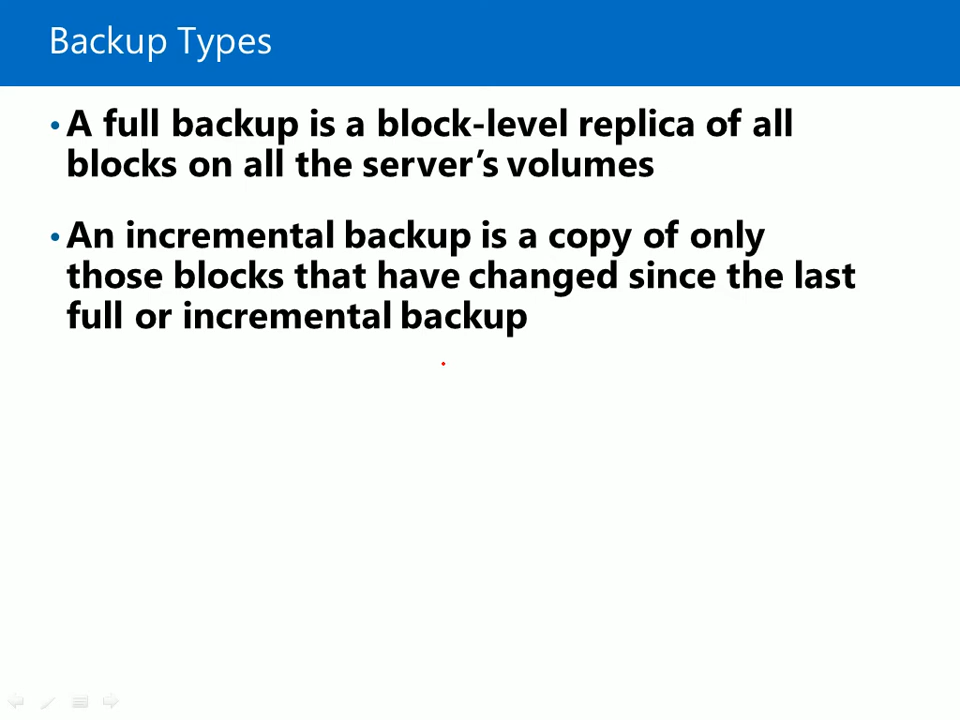 Backup Types
• A full backup is a block-level replica of all
blocks on all the server’s volumes
• An incremental backup is a copy of only
those blocks that have changed since the last
full or incremental backup